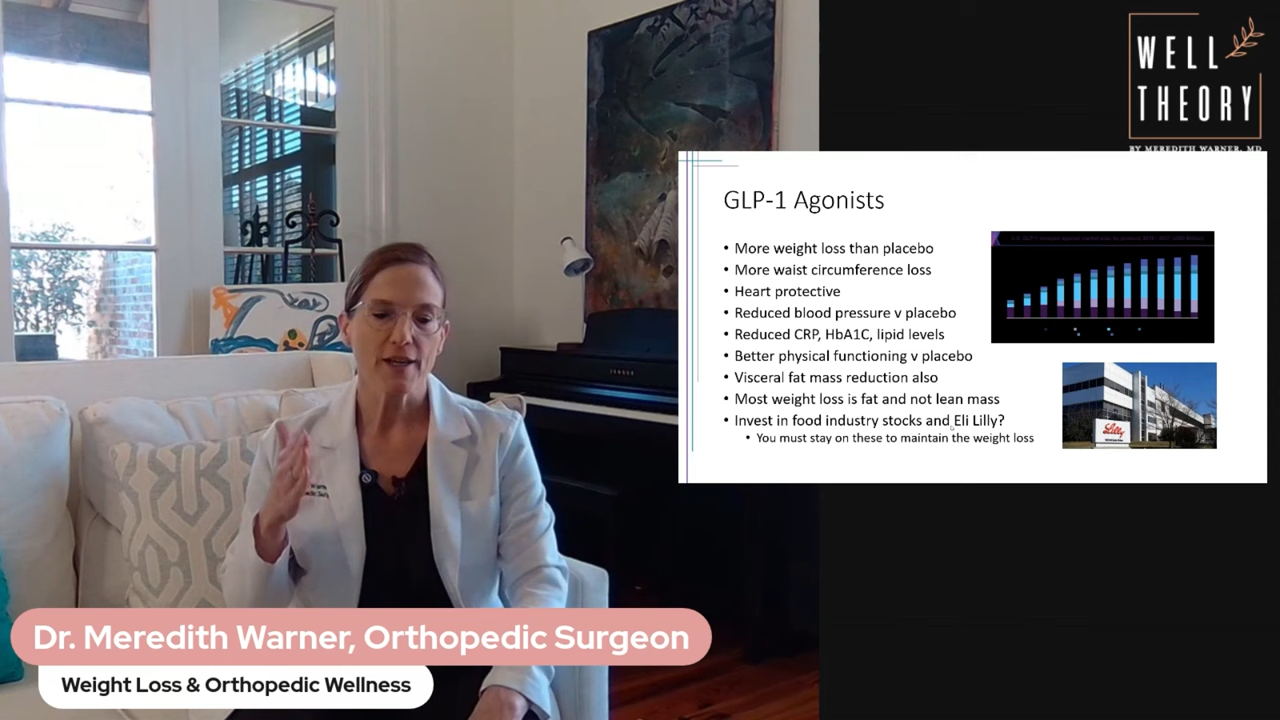 WELL
THEORY
BY MEREDITH WARNER, MD
GLP-1 Agonists
• More weight loss than placebo
• More waist circumference loss
• Heart protective
• Reduced blood pressure v placebo
• Reduced CRP, HbA1C, lipid levels
• Better physical functioning v placebo
• Visceral fat mass reduction also
• Most weight loss is fat and not lean mass
• Invest in food industry stocks and Eli Lilly?
• You must stay on these to maintain the weight loss
Lilly
YAMAHA
Dr. Meredith Warner, Orthopedic Surgeon
Weight Loss & Orthopedic Wellness